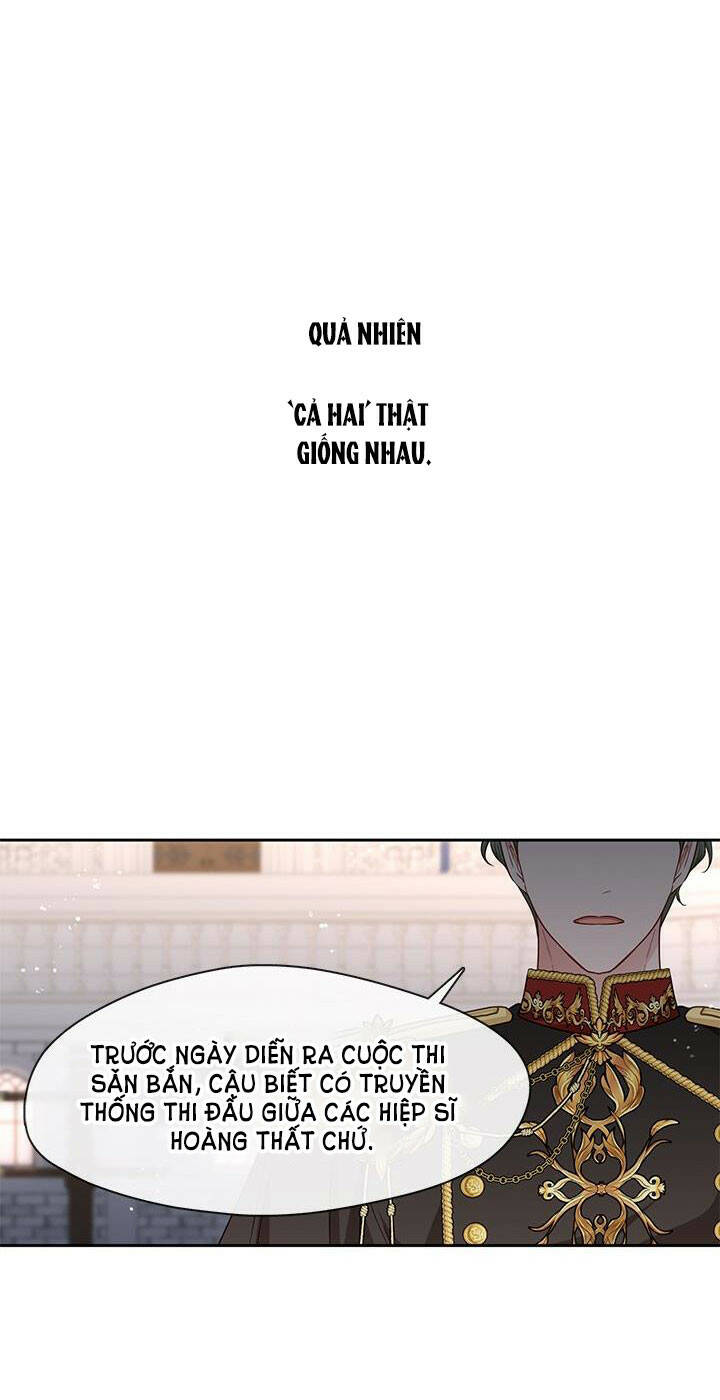 QUẢ NHIÊN
‘CẢ HAI’ THẬT
GIỐNG NHAU.
TRƯỚC NGÀY DIỄN RA CUỘC THI
SĂN BẮN, CẬU BIẾT CÓ TRUYỀN
THỐNG THI ĐẤU GIỮA CÁC HIỆP SĨ
HOÀNG THẤT CHỨ.